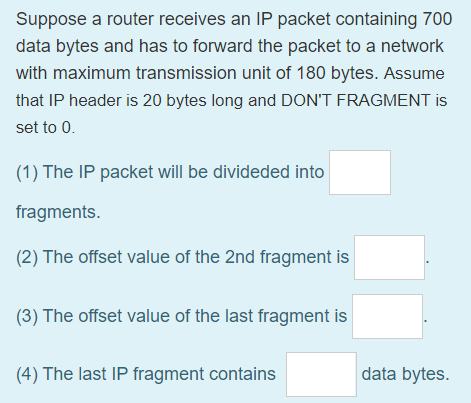 Suppose a router receives an IP packet containing 700
data bytes and has to forward the packet to a network
with maximum transmission unit of 180 bytes. Assume
that IP header is 20 bytes long and DON'T FRAGMENT is
set to 0.
(1) The IP packet will be divideded into
fragments.
(2) The offset value of the 2nd fragment is .
(3) The offset value of the last fragment is .
(4) The last IP fragment contains data bytes.